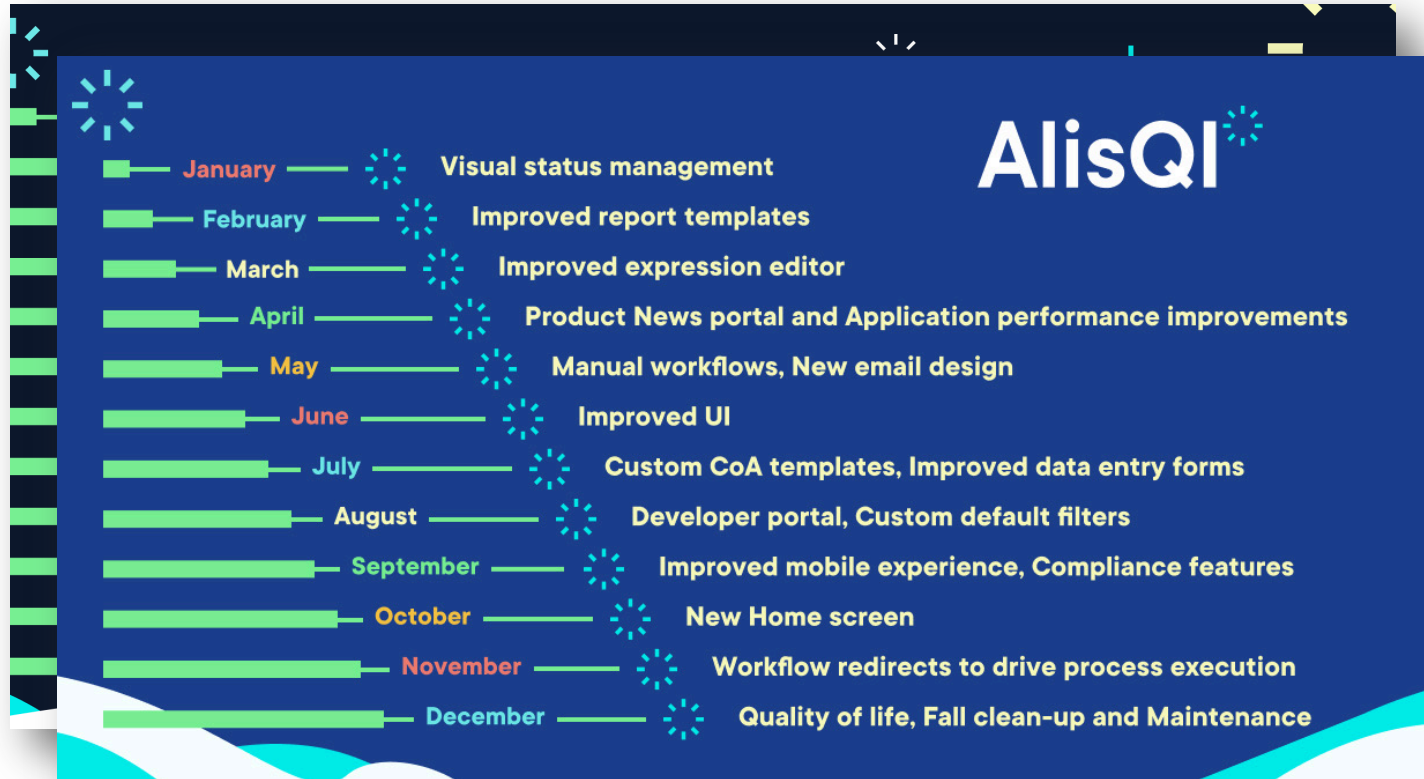 AlisQI
January Visual status management
February Improved report templates
March Improved expression editor
April Product News portal and Application performance improvements
May Manual workflows, New email design
June Improved UI
July Custom CoA templates, Improved data entry forms
August Developer portal, Custom default filters
September Improved mobile experience, Compliance features
October New Home screen
November Workflow redirects to drive process execution
December Quality of life, Fall clean-up and Maintenance